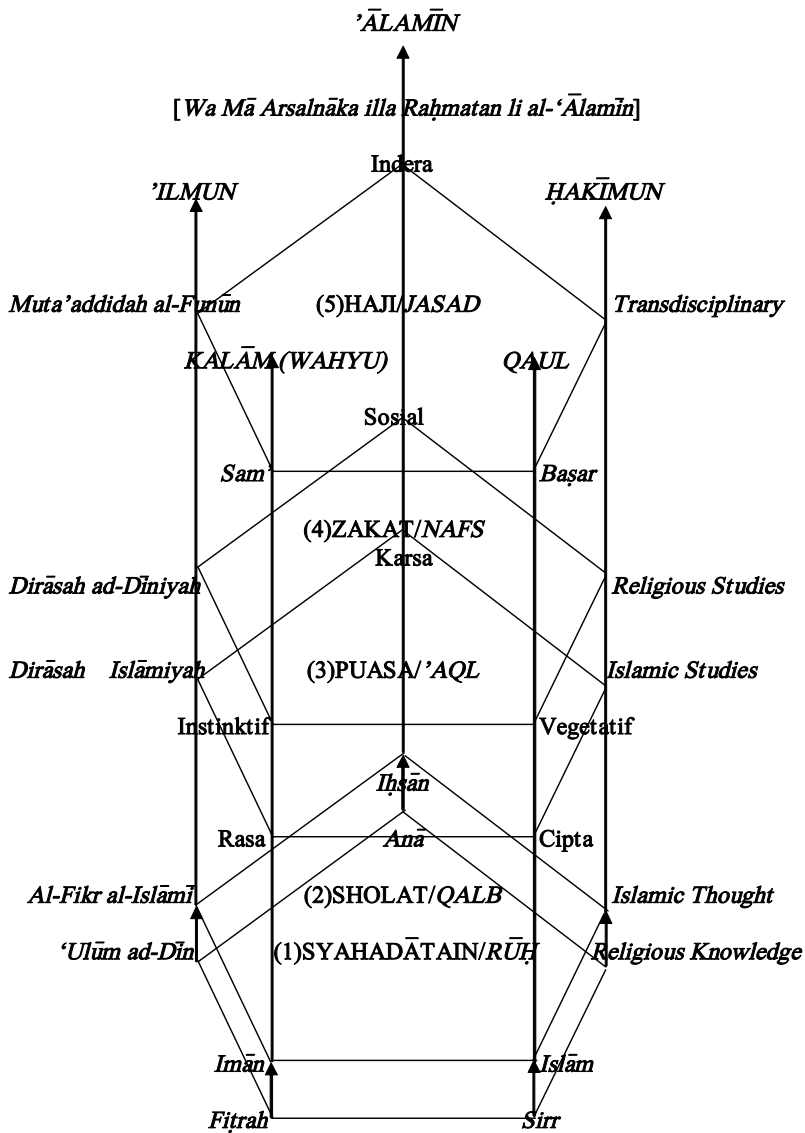 ’ĀLAMĪN
[Wa Mā Arsalnāka illa Raḥmatan li al-‘Ālamīn]
Indera
’ILMUN ḤAKĪMUN
Muta’addidah al-Funūn (5)HAJI/JASAD Transdisciplinary
KALĀM (WAHYU) QAUL
Sosial
Sam’ Baṣar
(4)ZAKAT/NAFS
Karsa
Dirāsah ad-Dīniyah Religious Studies
Dirāsah Islāmiyah (3)PUASA/’AQL Islamic Studies
Instinktif Vegetatif
Iḥsān
Rasa Anā Cipta
Al-Fikr al-Islāmī (2)SHOLAT/QALB Islamic Thought
‘Ulūm ad-Dīn (1)SYAHADĀTAIN/RŪḤ Religious Knowledge
Imān Islām
Fiṭrah Sirr